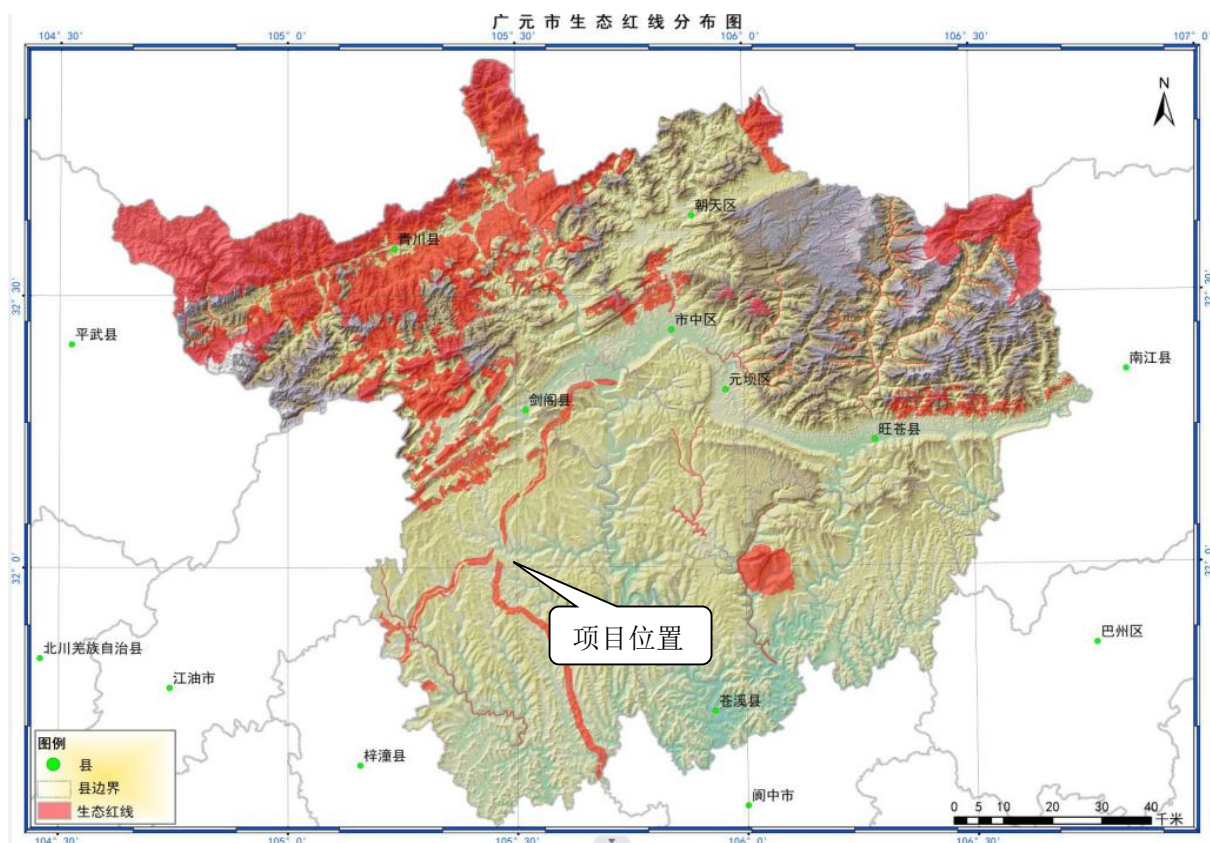 广元市生态红线分布图
104° 30'
105° 0'
105° 30'
106° 0'
106° 30'
107° 0'
N
朝天区
青川县
32° 30'
32° 30'
市中区
平武县
南江县
元坝区
剑阁县
旺苍县
32° 0'
32° 0'
项目位置
巴州区
北川羌族自治县
江油市
苍溪县
图例
县
县边界
生态红线
梓潼县
阆中市
0 5 10 20 30 40
千米
104° 30'
105° 0'
105° 30'
106° 0'
106° 30'
107° 0'